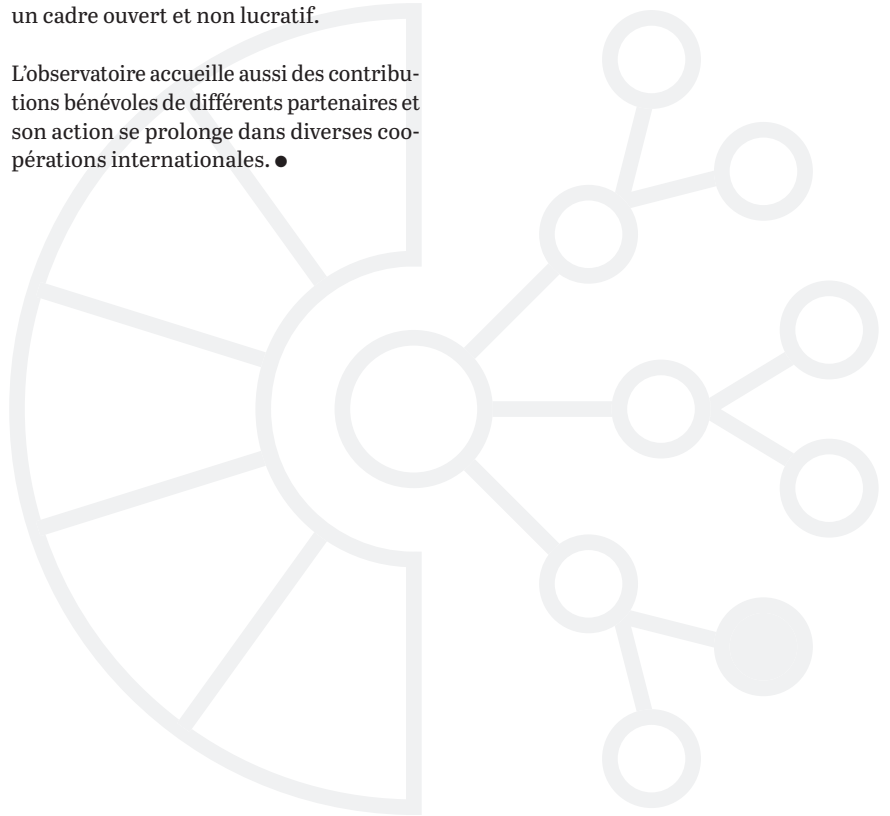 un cadre ouvert et non lucratif.
L’observatoire accueille aussi des contribu-
tions bénévoles de différents partenaires et
son action se prolonge dans diverses coo-
pérations internationales. ●